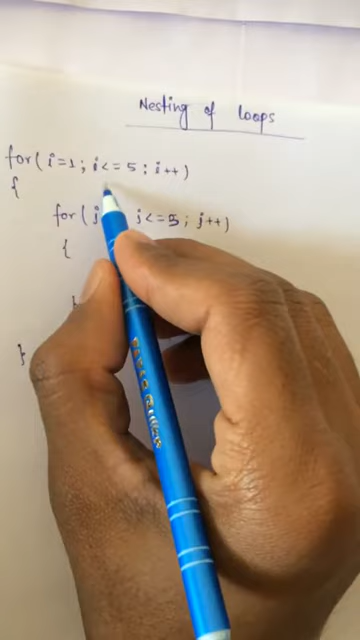 Nesting of loops
for( i=1 ; i<= 5 ; i++)
{
for( j j<=5 ; j++)
{
}
}